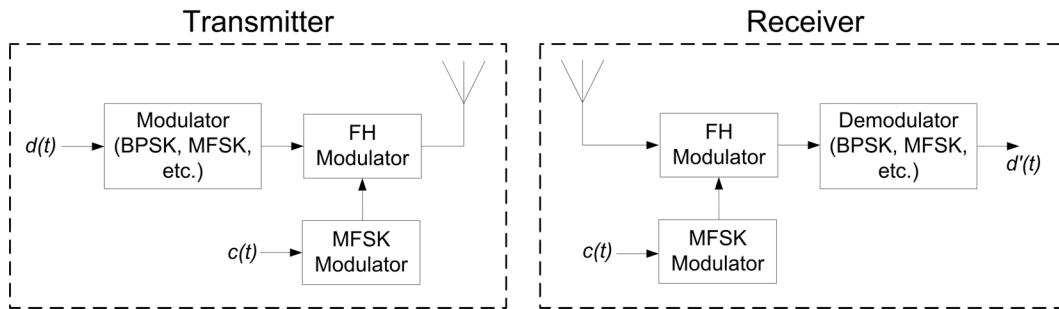 Transmitter
Modulator
(BPSK, MFSK,
etc.)
d(t)
FH
Modulator
c(t)
MFSK
Modulator
Receiver
FH
Modulator
Demodulator
(BPSK, MFSK,
etc.)
d'(t)
c(t)
MFSK
Modulator